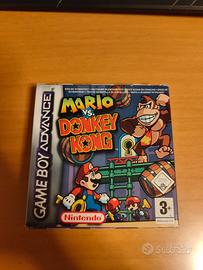 GAME BOY ADVANCE
MARIO
VS.
DONKEY
KONG
Nintendo
3+
Subito